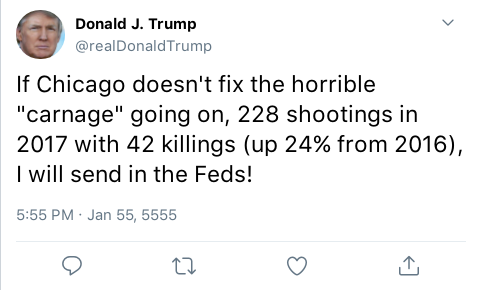 Donald J. Trump
@realDonaldTrump
If Chicago doesn't fix the horrible
"carnage" going on, 228 shootings in
2017 with 42 killings (up 24% from 2016),
I will send in the Feds!
5:55 PM · Jan 55, 5555